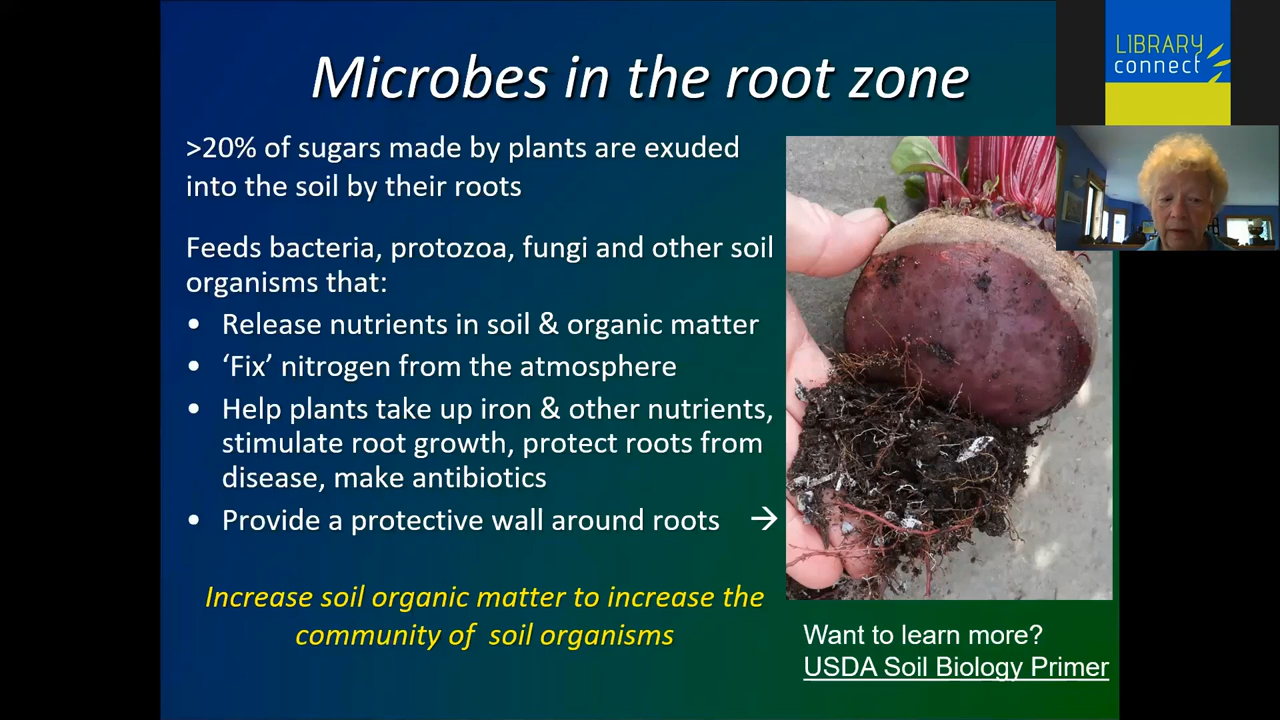 Microbes in the root zone
LIBRARY
connect
>20% of sugars made by plants are exuded
into the soil by their roots
Feeds bacteria, protozoa, fungi and other soil
organisms that:
• Release nutrients in soil & organic matter
• ‘Fix’ nitrogen from the atmosphere
• Help plants take up iron & other nutrients,
stimulate root growth, protect roots from
disease, make antibiotics
• Provide a protective wall around roots →
Increase soil organic matter to increase the
community of soil organisms
Want to learn more?
USDA Soil Biology Primer